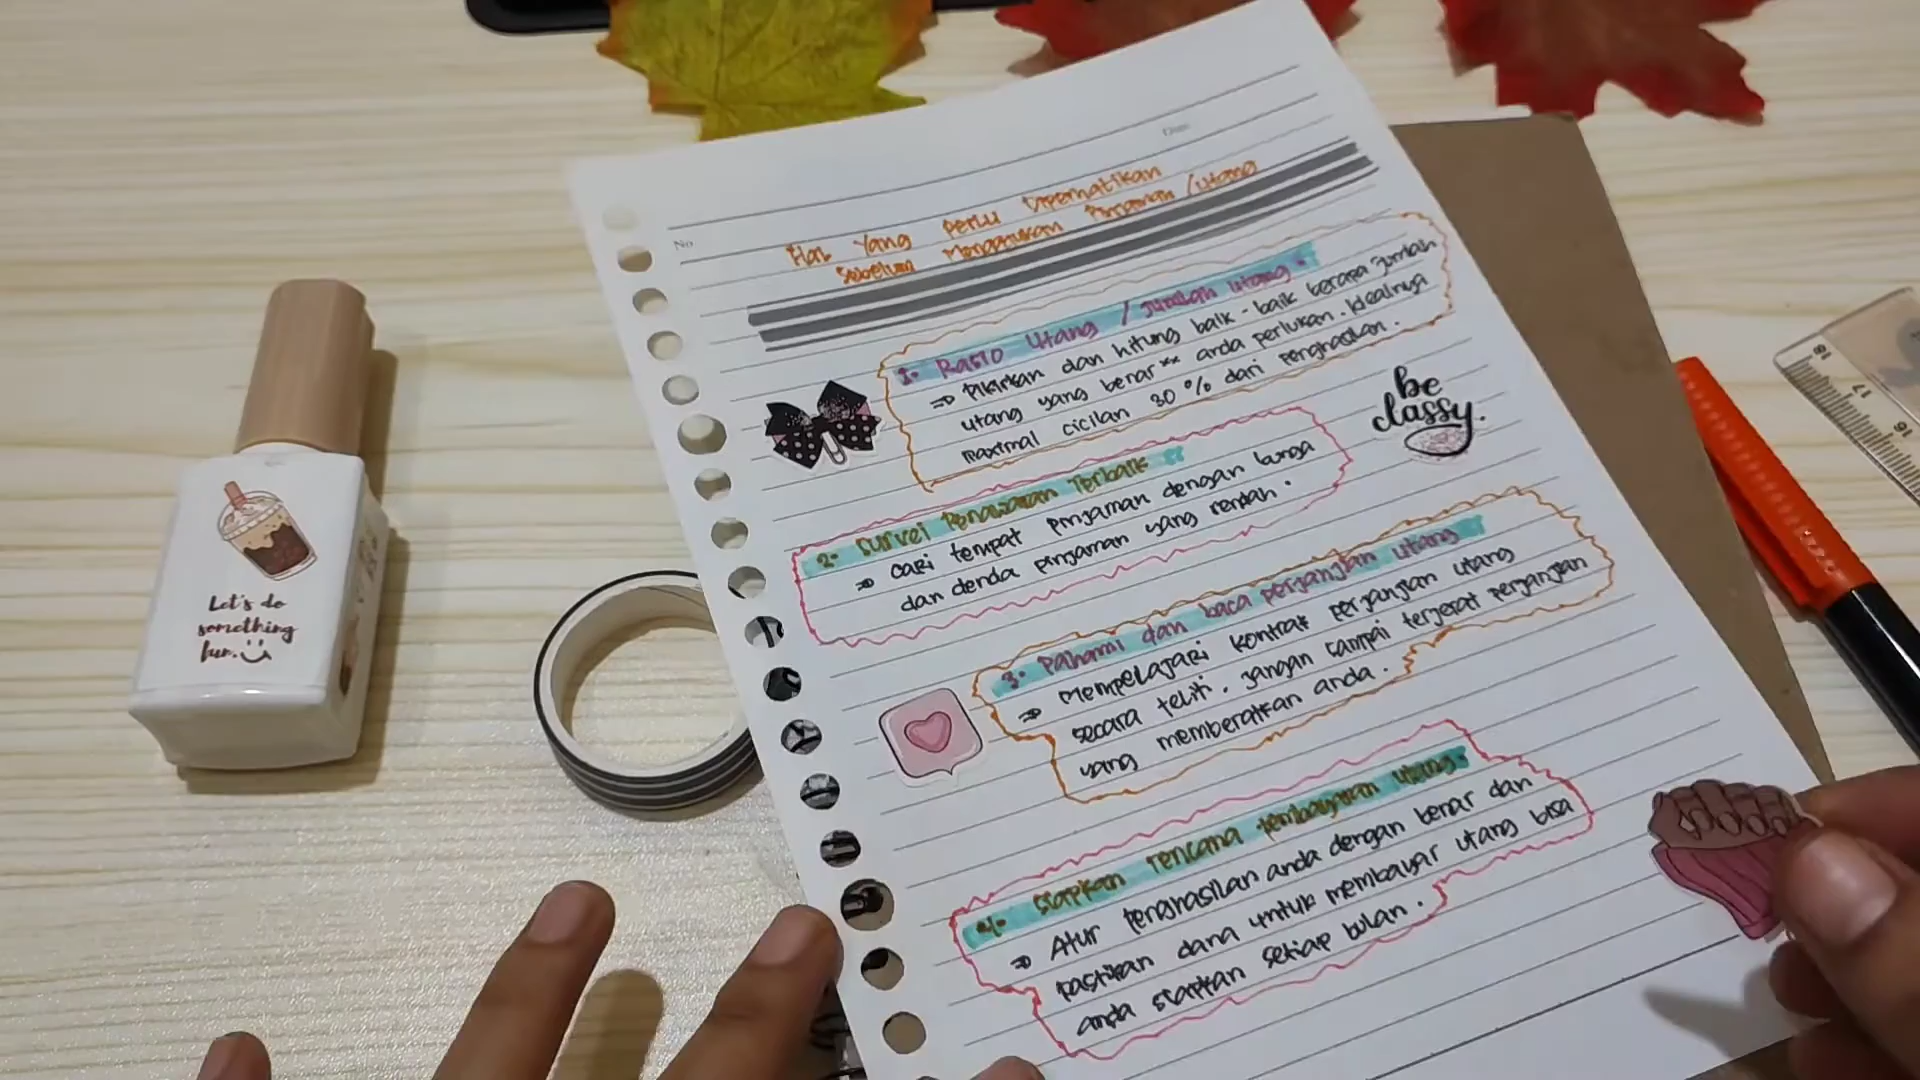 No
Date
Hal Yang Perlu Diperhatikan
Sebelum Mengajukan Pinjaman / Utang
1. Rasio Utang / Jumlah Utang.
=> Pikirkan dan hitung baik-baik berapa jumlah
utang yang benar** anda perlukan. Idealnya
maximal cicilan 30% dari penghasilan.
be
classy.
2. Survei Penawaran Terbaik
=> Cari tempat pinjaman dengan bunga
dan denda pinjaman yang rendah.
3. Pahami dan baca perjanjian utang
=> Mempelajari kontrak perjanjian utang
secara teliti. Jangan sampai terjerat perjanjian
yang memberatkan anda.
4. Siapkan rencana pembayaran utang.
=> Atur penghasilan anda dengan benar dan
pastikan dana untuk membayar utang bisa
anda siapkan setiap bulan.
Let's do
something
fun.
18
17
16